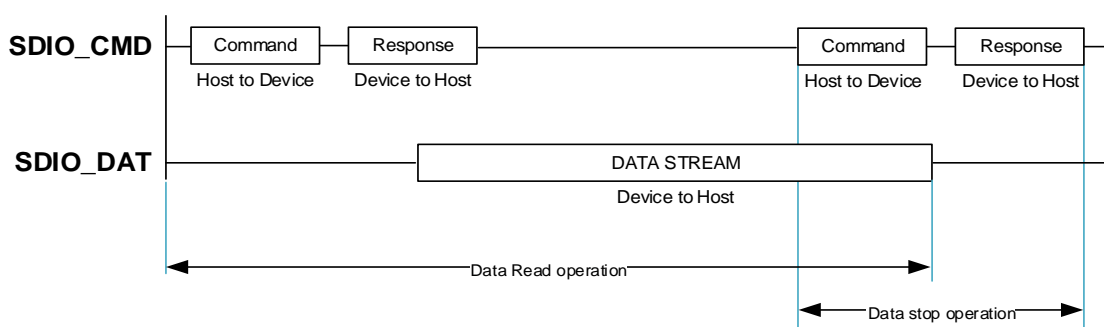 SDIO_CMD
Command
Response
Command
Response
Host to Device
Device to Host
Host to Device
Device to Host
SDIO_DAT
DATA STREAM
Device to Host
Data Read operation
Data stop operation